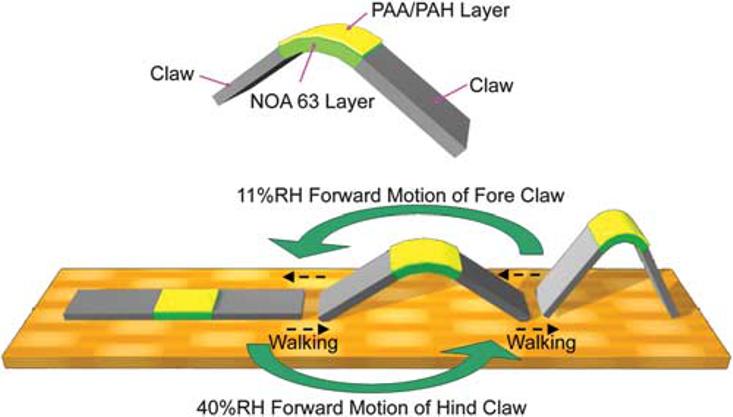 PAA/PAH Layer
Claw
NOA 63 Layer
Claw
11%RH Forward Motion of Fore Claw
Walking
Walking
40%RH Forward Motion of Hind Claw